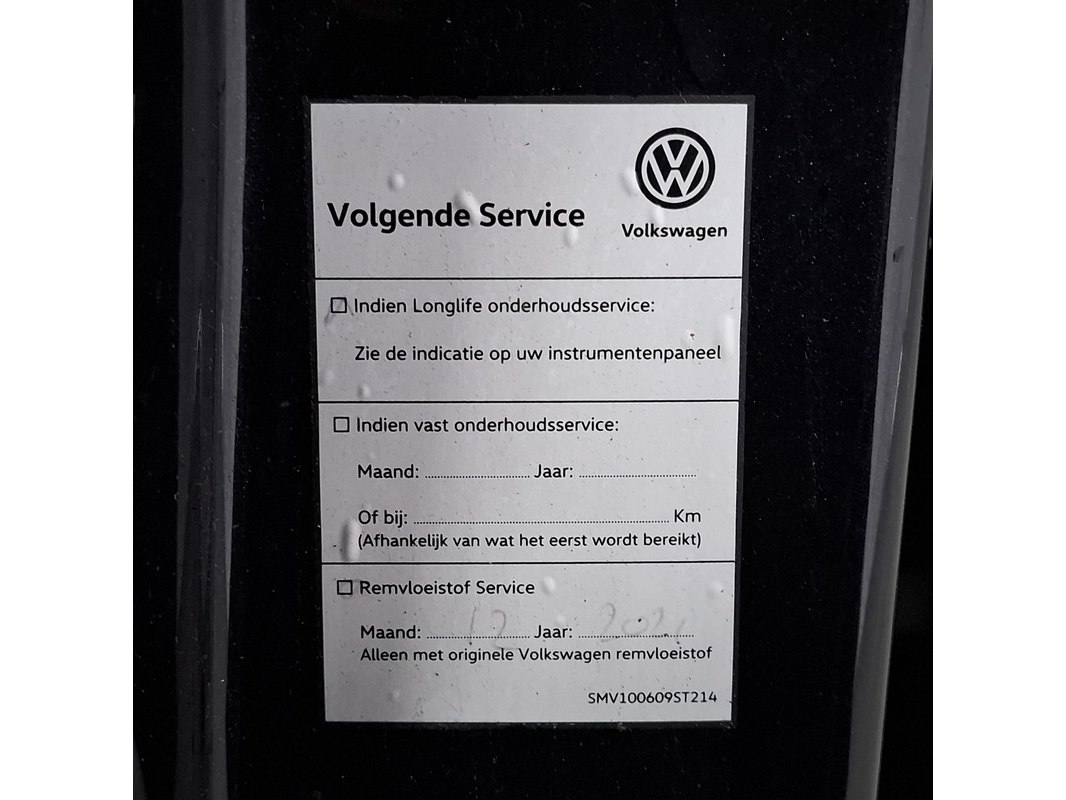 Volkswagen
Volgende Service
Indien Longlife onderhoudsservice:
Zie de indicatie op uw instrumentenpaneel
Indien vast onderhoudsservice:
Maand: Jaar:
Of bij: Km
(Afhankelijk van wat het eerst wordt bereikt)
Remvloeistof Service
Maand: 12 Jaar:
Alleen met originele Volkswagen remvloeistof
SMV100609ST214